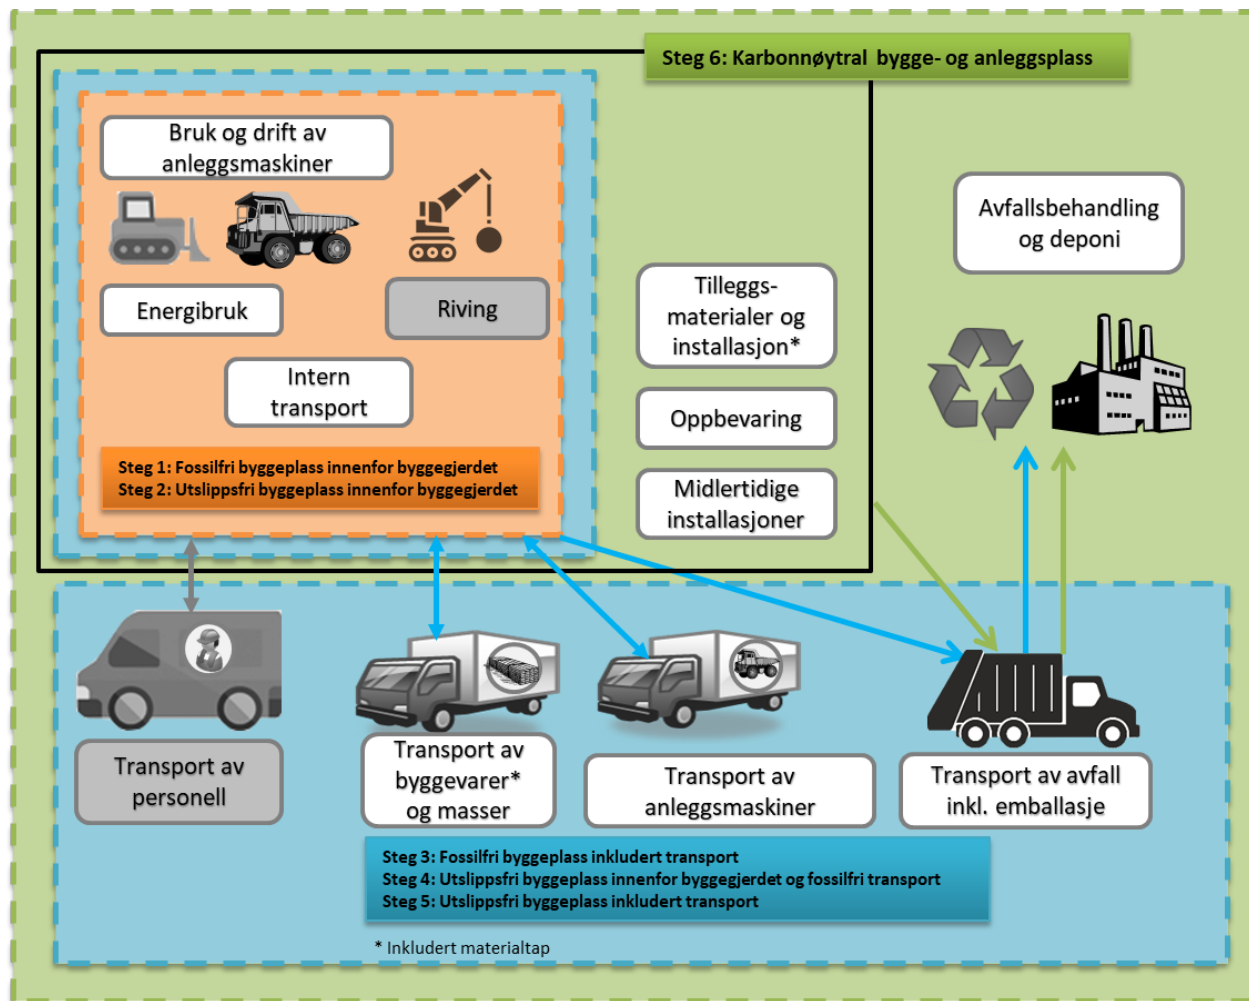 Steg 6: Karbonnøytral bygge- og anleggsplass
Bruk og drift av
anleggsmaskiner
Energibruk
Riving
Intern
transport
Steg 1: Fossilfri byggeplass innenfor byggegjerdet
Steg 2: Utslippsfri byggeplass innenfor byggegjerdet
Tilleggs-
materialer og
installasjon*
Oppbevaring
Midlertidige
installasjoner
Avfallsbehandling
og deponi
Transport av
personell
Transport av
byggevarer*
og masser
Transport av
anleggsmaskiner
Transport av avfall
inkl. emballasje
Steg 3: Fossilfri byggeplass inkludert transport
Steg 4: Utslippsfri byggeplass innenfor byggegjerdet og fossilfri transport
Steg 5: Utslippsfri byggeplass inkludert transport
* Inkludert materialtap